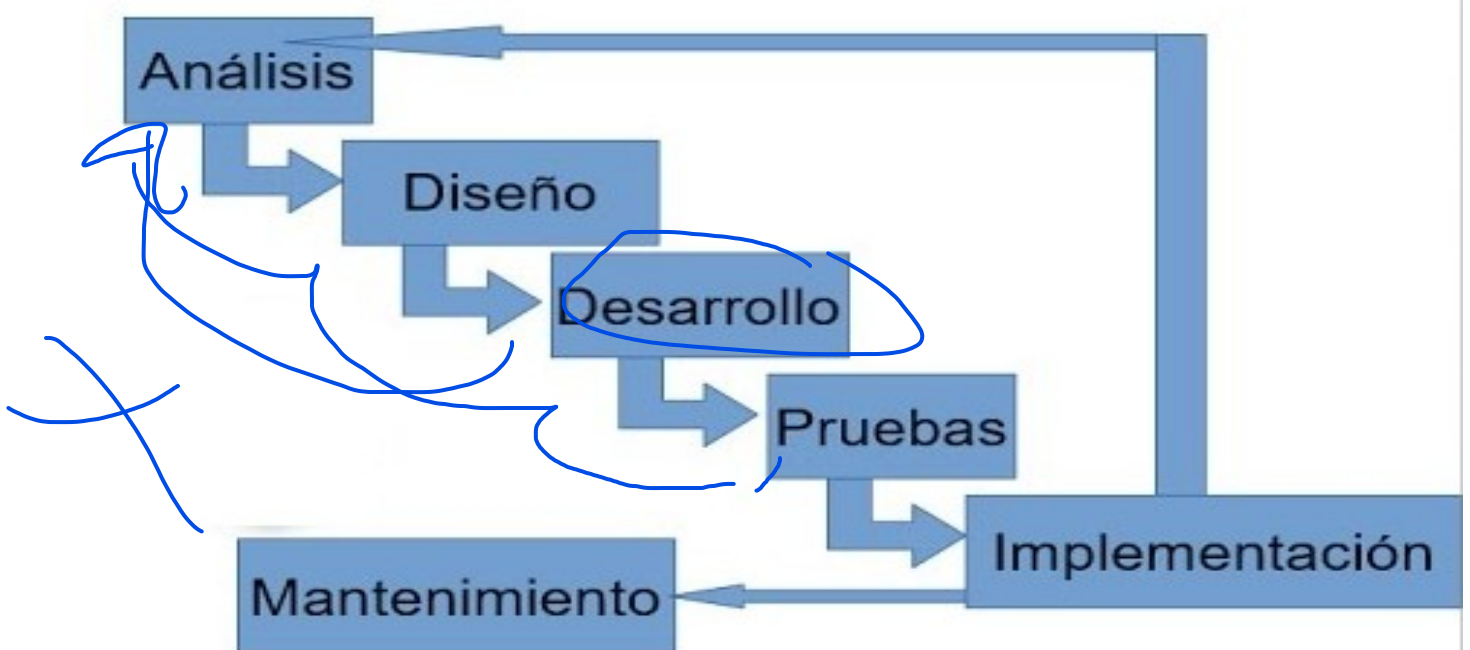 Análisis
Diseño
Desarrollo
Pruebas
Implementación
Mantenimiento